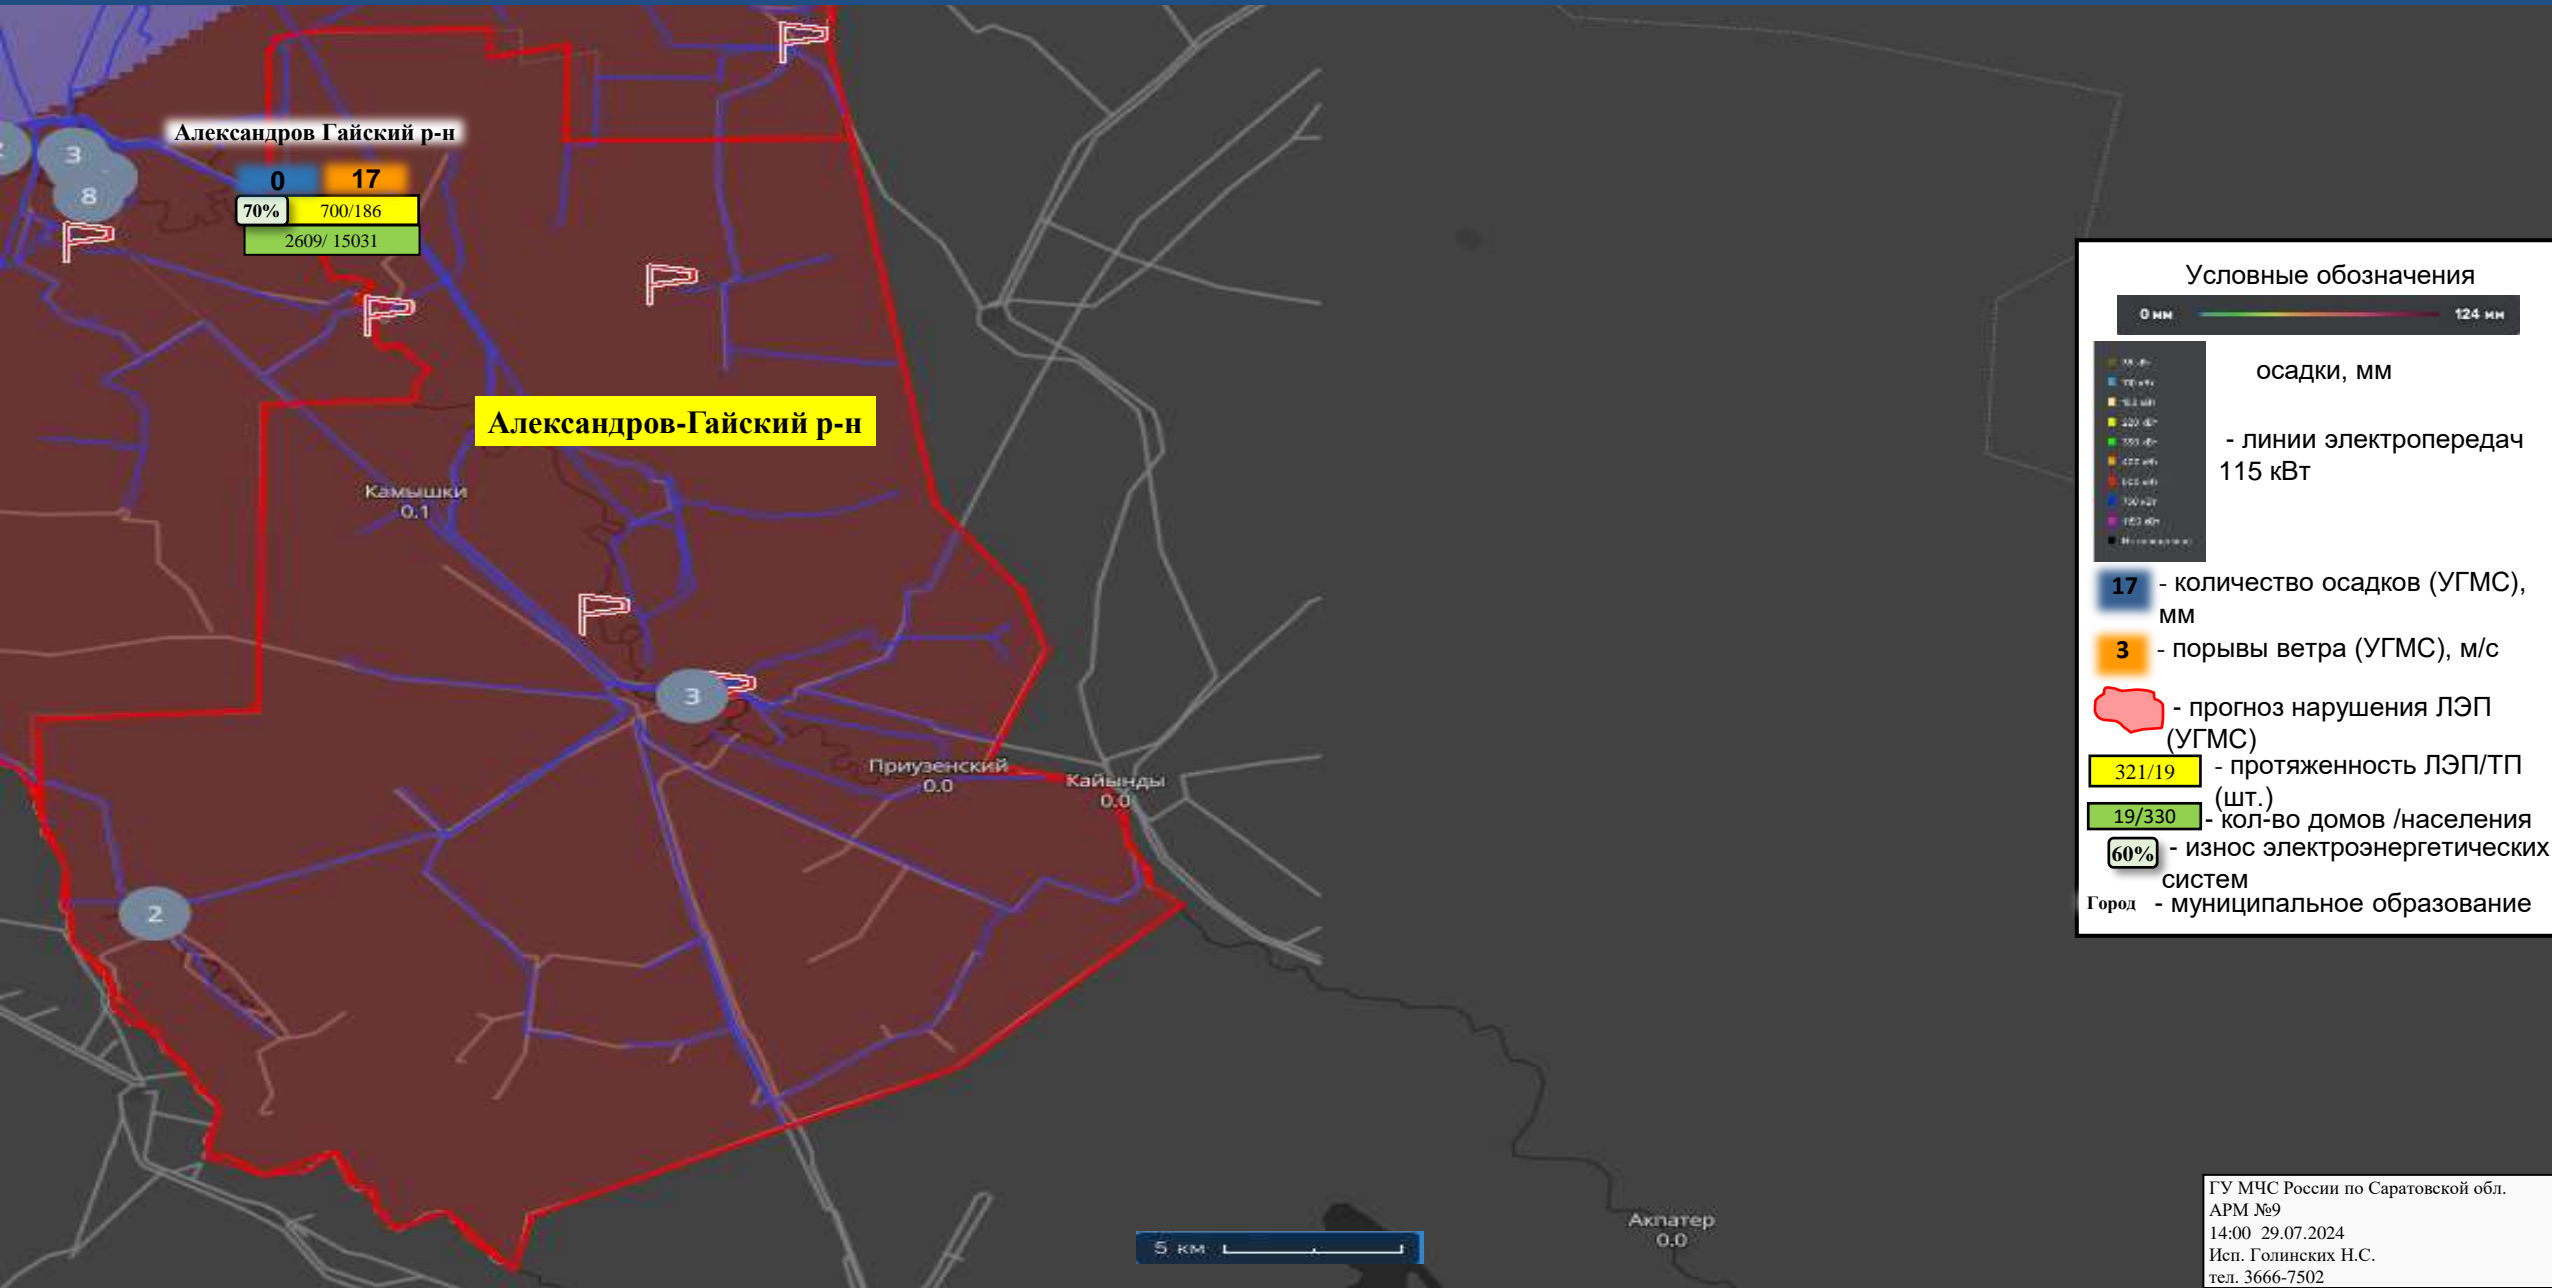 Александров Гайский р-н
3
8
0 17
70% 700/186
2609/ 15031
Александров-Гайский р-н
Камышки
0.1
3
Приузенский
0.0
Кайынды
0.0
2
Акпатер
0.0
5 км
Условные обозначения
0 мм 124 мм
осадки, мм
- линии электропередач
115 кВт
17 - количество осадков (УГМС),
мм
3 - порывы ветра (УГМС), м/с
- прогноз нарушения ЛЭП
(УГМС)
321/19 - протяженность ЛЭП/ТП
(шт.)
19/330 - кол-во домов /населения
60% - износ электроэнергетических
систем
Город - муниципальное образование
ГУ МЧС России по Саратовской обл.
АРМ №9
14:00 29.07.2024
Исп. Голинских Н.С.
тел. 3666-7502